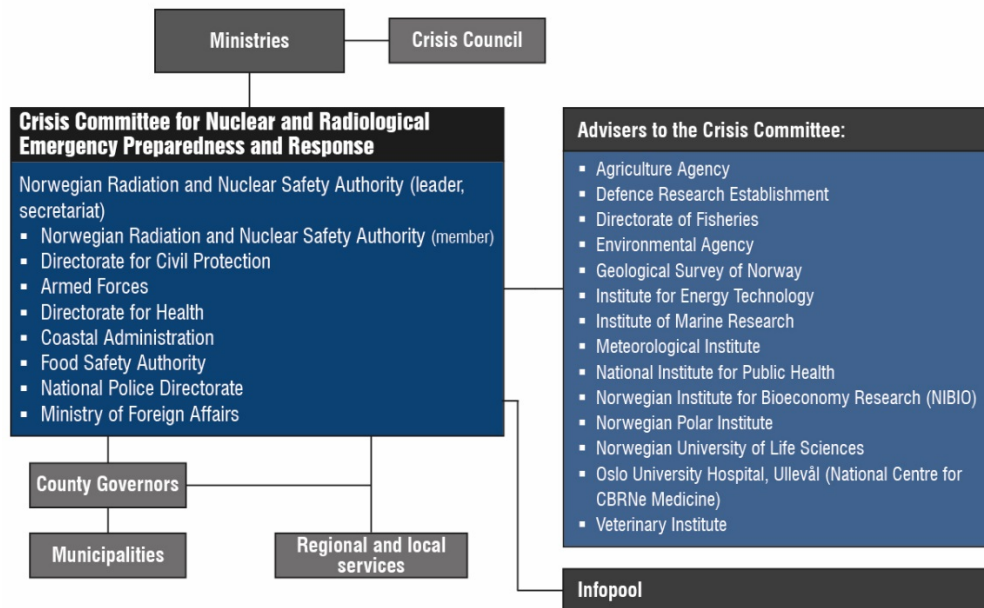 Ministries
Crisis Council
Crisis Committee for Nuclear and Radiological
Emergency Preparedness and Response
Norwegian Radiation and Nuclear Safety Authority (leader,
secretariat)
▪ Norwegian Radiation and Nuclear Safety Authority (member)
▪ Directorate for Civil Protection
▪ Armed Forces
▪ Directorate for Health
▪ Coastal Administration
▪ Food Safety Authority
▪ National Police Directorate
▪ Ministry of Foreign Affairs
Advisers to the Crisis Committee:
▪ Agriculture Agency
▪ Defence Research Establishment
▪ Directorate of Fisheries
▪ Environmental Agency
▪ Geological Survey of Norway
▪ Institute for Energy Technology
▪ Institute of Marine Research
▪ Meteorological Institute
▪ National Institute for Public Health
▪ Norwegian Institute for Bioeconomy Research (NIBIO)
▪ Norwegian Polar Institute
▪ Norwegian University of Life Sciences
▪ Oslo University Hospital, Ullevål (National Centre for
CBRNe Medicine)
▪ Veterinary Institute
County Governors
Municipalities
Regional and local
services
Infopool